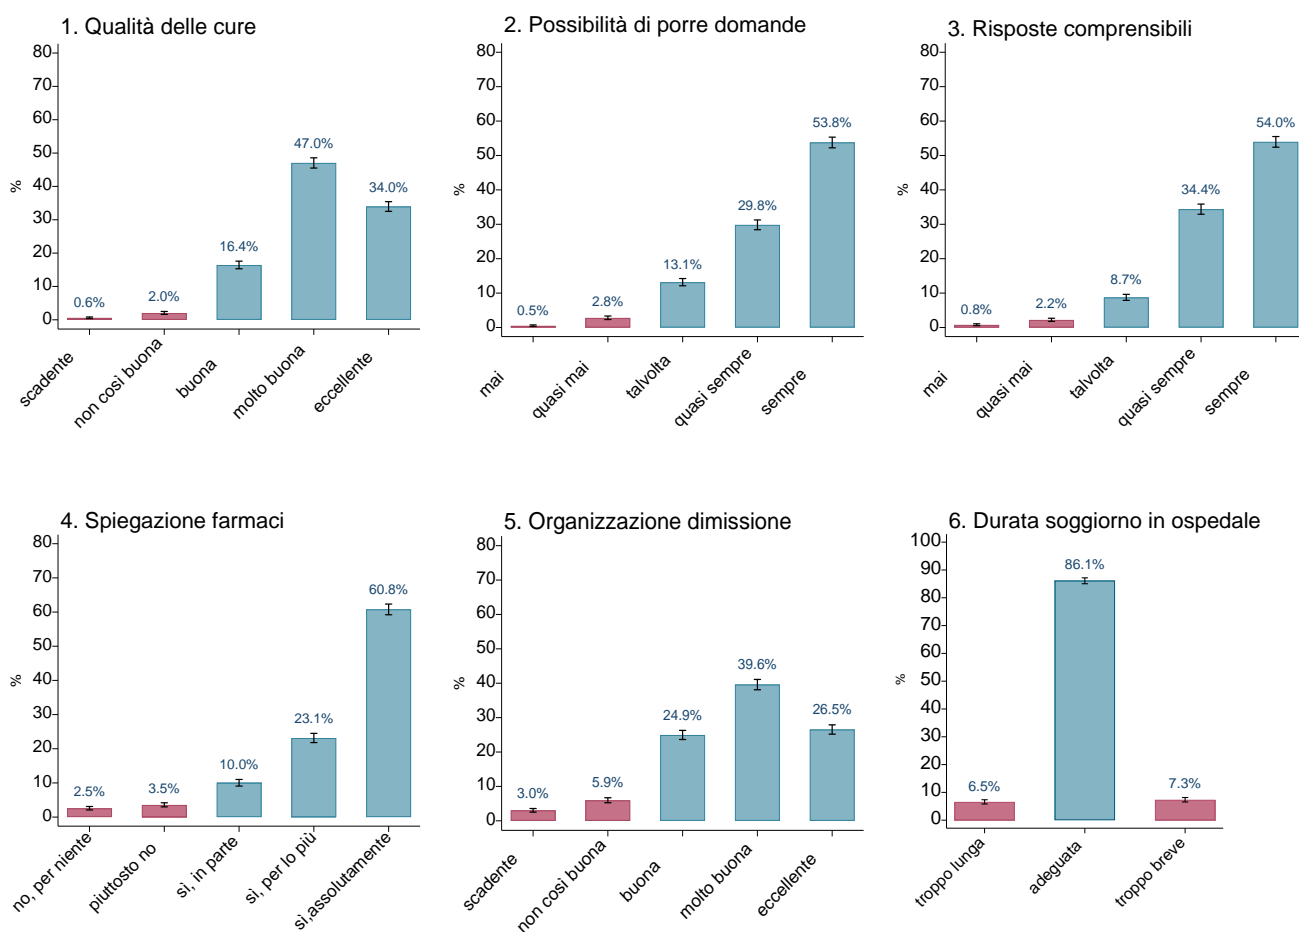 1. Qualità delle cure
80
70
60
50
40
30
20
10
0
%
0.6%
2.0%
16.4%
47.0%
34.0%
scadente
non così buona
buona
molto buona
eccellente
2. Possibilità di porre domande
80
70
60
50
40
30
20
10
0
%
0.5%
2.8%
13.1%
29.8%
53.8%
mai
quasi mai
talvolta
quasi sempre
sempre
3. Risposte comprensibili
80
70
60
50
40
30
20
10
0
%
0.8%
2.2%
8.7%
34.4%
54.0%
mai
quasi mai
talvolta
quasi sempre
sempre
4. Spiegazione farmaci
80
70
60
50
40
30
20
10
0
%
2.5%
3.5%
10.0%
23.1%
60.8%
no, per niente
piuttosto no
sì, in parte
sì, per lo più
sì,assolutamente
5. Organizzazione dimissione
80
70
60
50
40
30
20
10
0
%
3.0%
5.9%
24.9%
39.6%
26.5%
scadente
non così buona
buona
molto buona
eccellente
6. Durata soggiorno in ospedale
100
90
80
70
60
50
40
30
20
10
0
%
6.5%
86.1%
7.3%
troppo lunga
adeguata
troppo breve